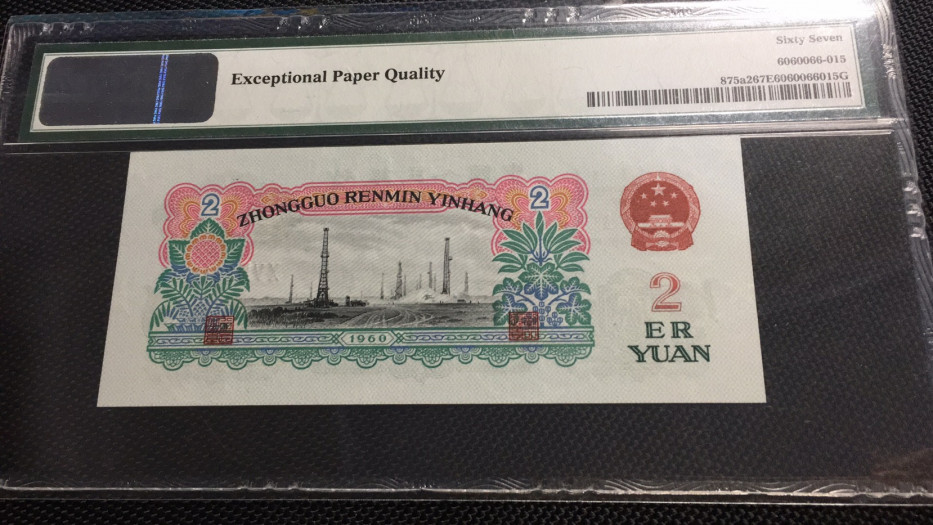 Sixty Seven
Exceptional Paper Quality
6060066-015
875a267E6060066015G
2
2
ZHONGGUO RENMIN YINHANG
2
ER
YUAN
1960